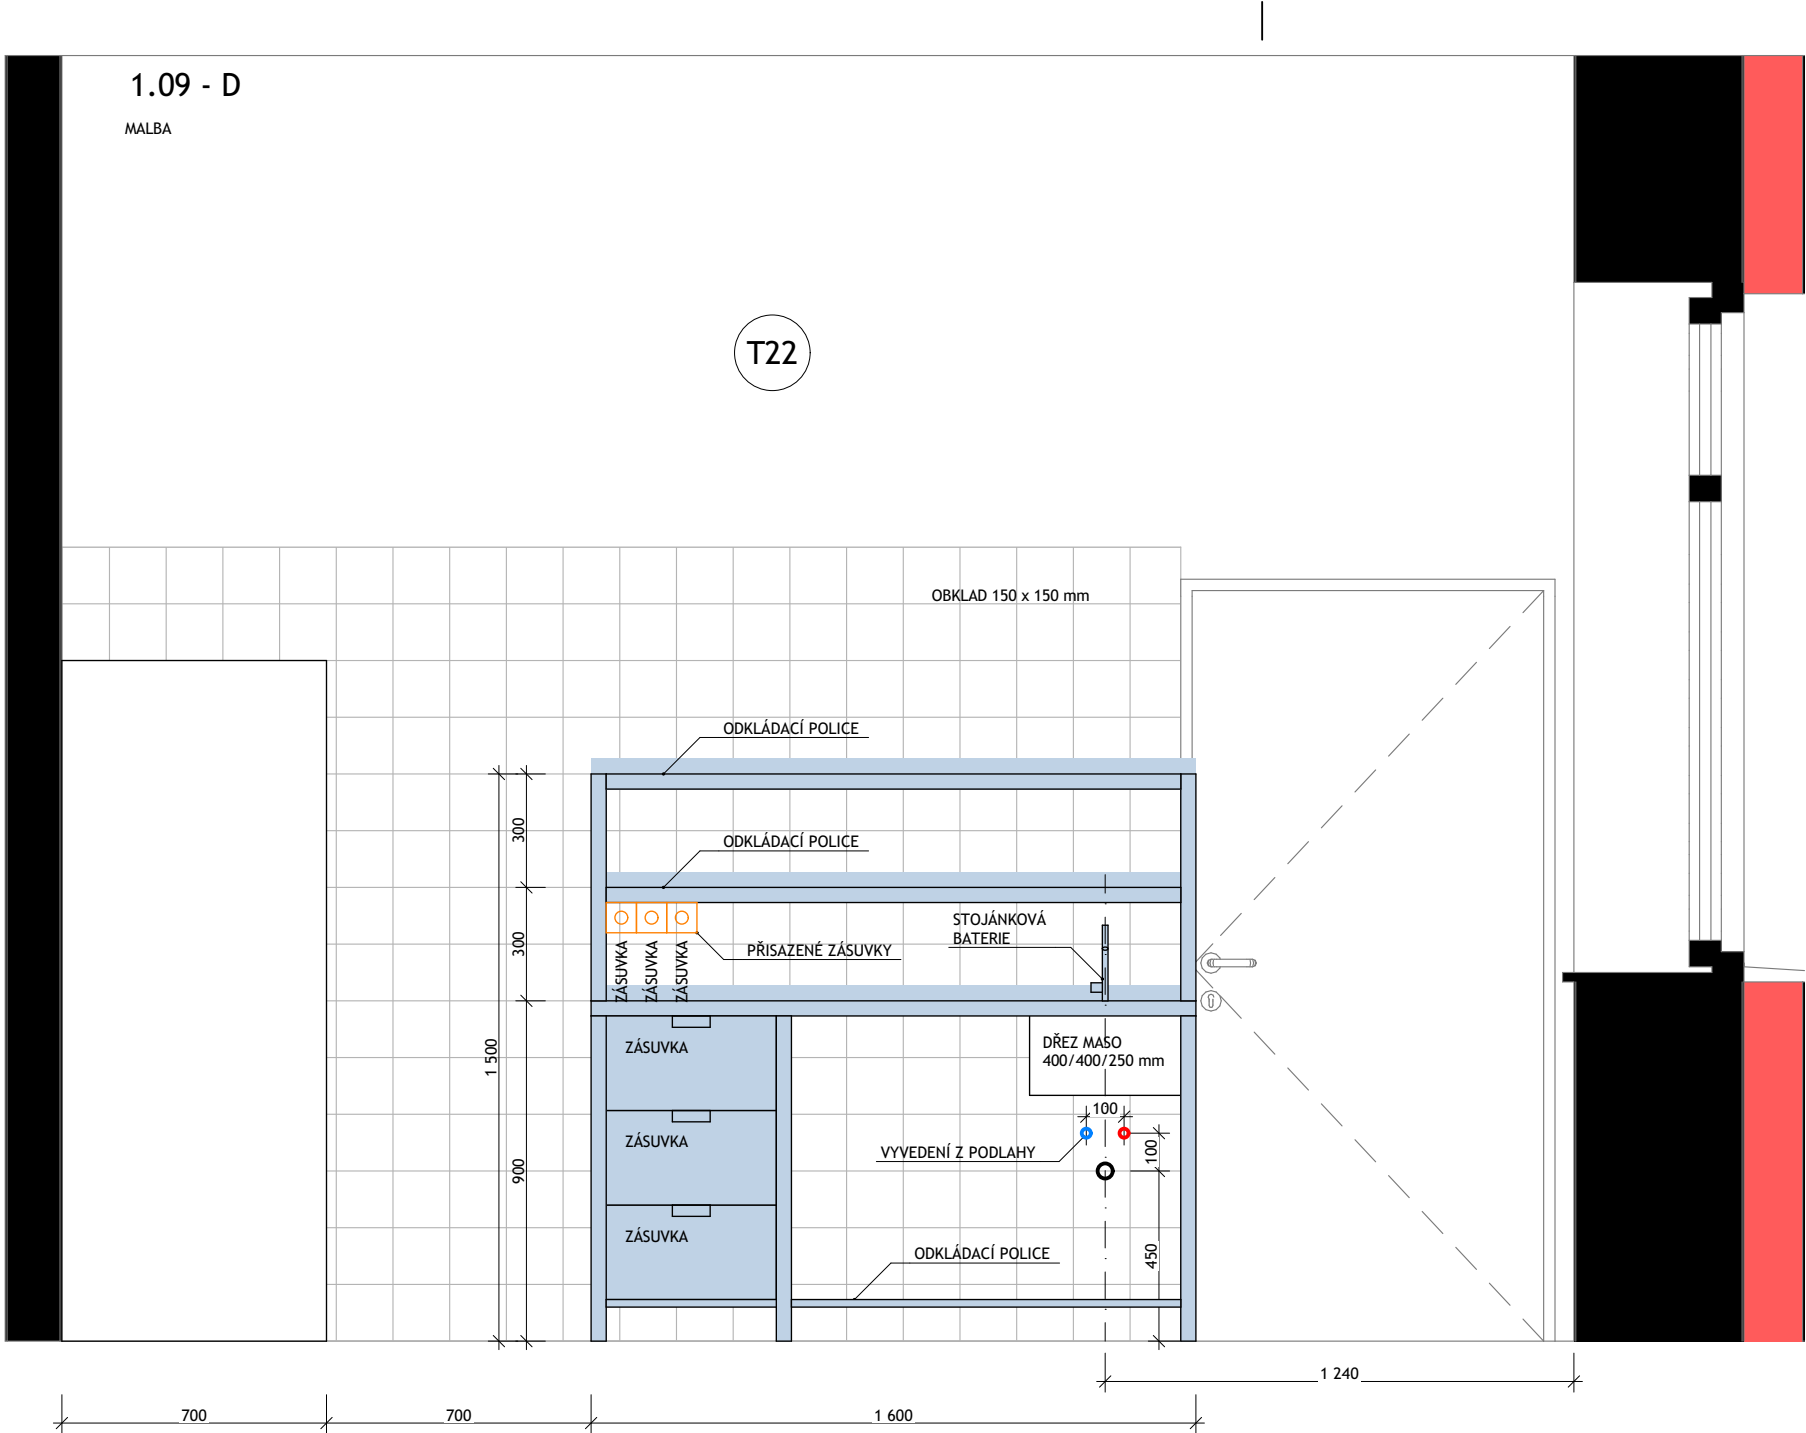 1.09 - D
MALBA
T22
OBKLAD 150 x 150 mm
ODKLÁDACÍ POLICE
300
ODKLÁDACÍ POLICE
STOJÁNKOVÁ
BATERIE
PŘISAZENÉ ZÁSUVKY
300
ZÁSUVKA
ZÁSUVKA
ZÁSUVKA
1 500
ZÁSUVKA
DŘEZ MASO
400/400/250 mm
100
ZÁSUVKA
VYVEDENÍ Z PODLAHY
100
900
ZÁSUVKA
ODKLÁDACÍ POLICE
450
1 240
700
700
1 600